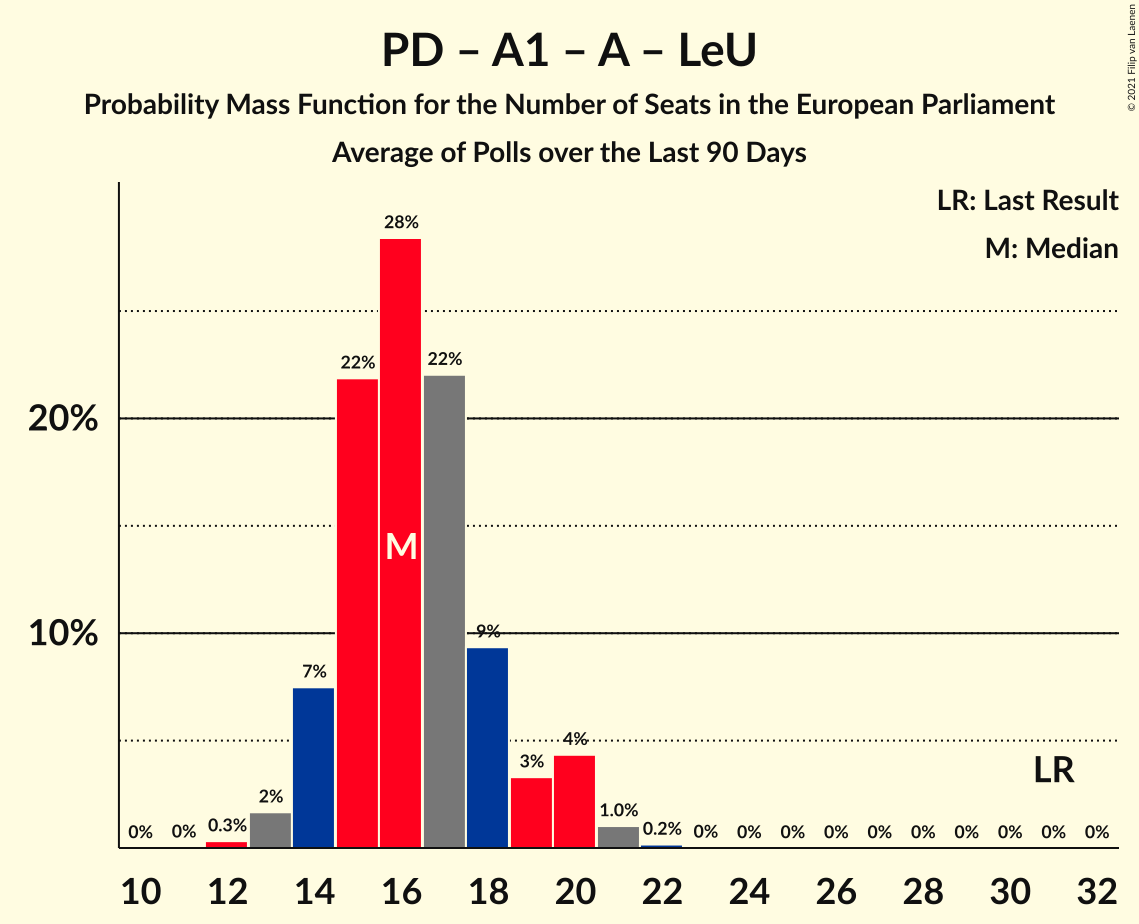 PD – A1 – A – LeU
Probability Mass Function for the Number of Seats in the European Parliament
Average of Polls over the Last 90 Days
© 2021 Filip van Laenen
LR: Last Result
M: Median
28%
22%
22%
20%
M
10%
9%
7%
4%
3%
LR
2%
1.0%
0.3%
0.2%
0% 0% 0% 0% 0% 0% 0% 0% 0% 0% 0% 0%
10 12 14 16 18 20 22 24 26 28 30 32